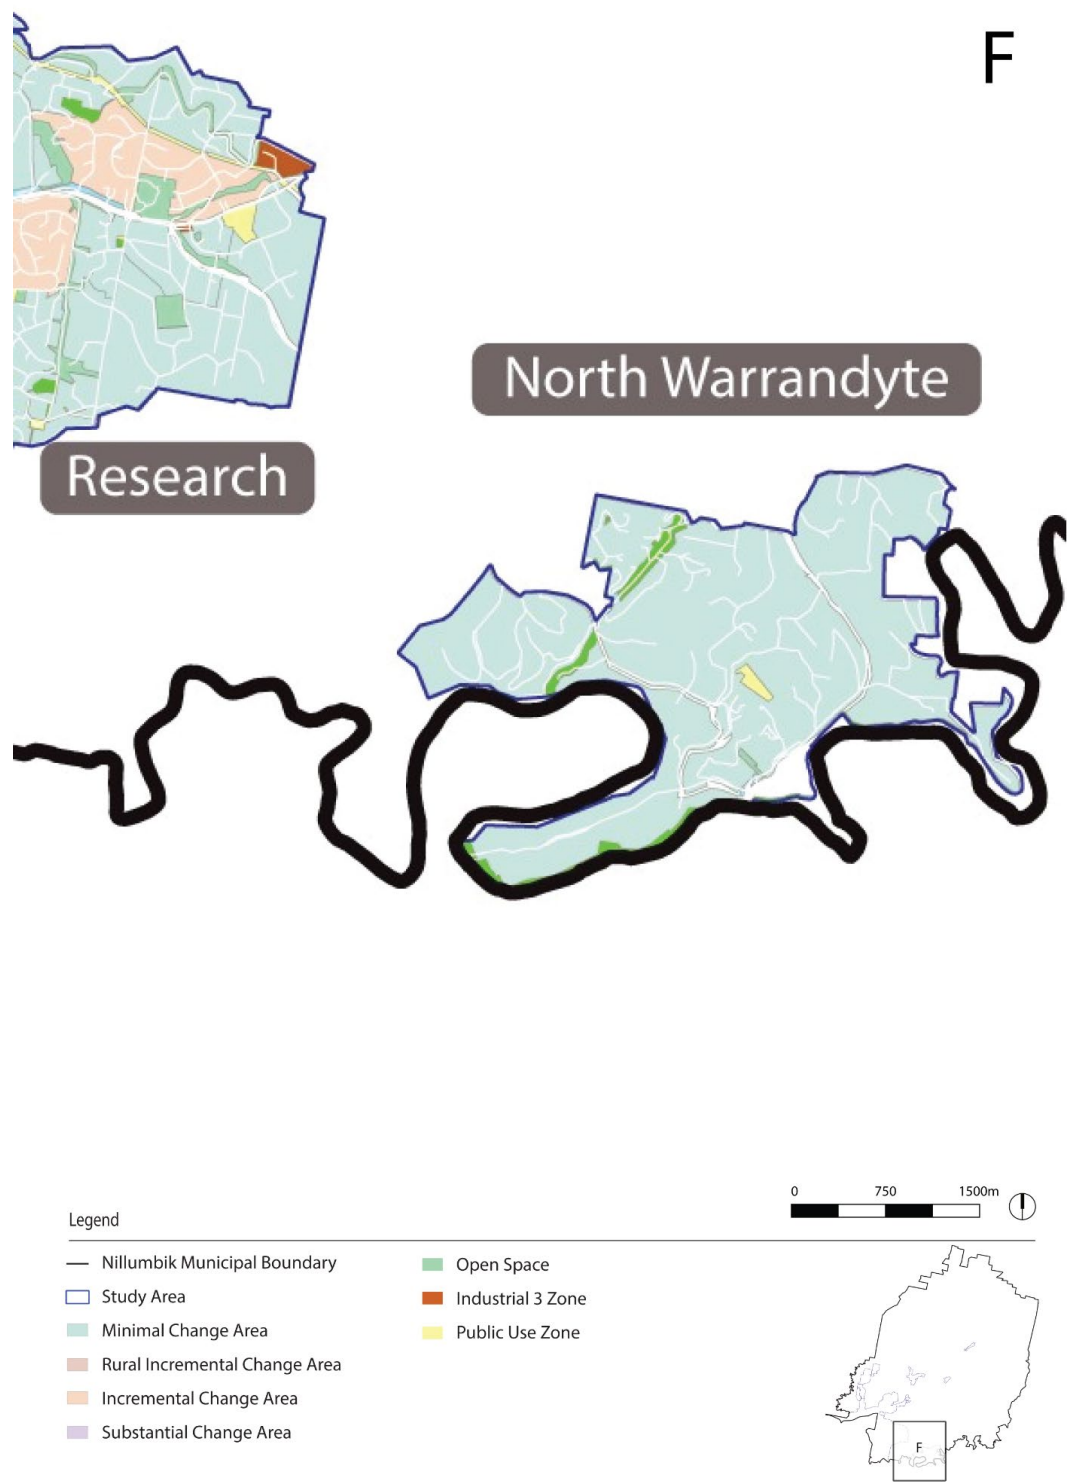 F
North Warrandyte
Research
0 750 1500m
Legend
Nillumbik Municipal Boundary
Study Area
Minimal Change Area
Rural Incremental Change Area
Incremental Change Area
Substantial Change Area
Open Space
Industrial 3 Zone
Public Use Zone
F